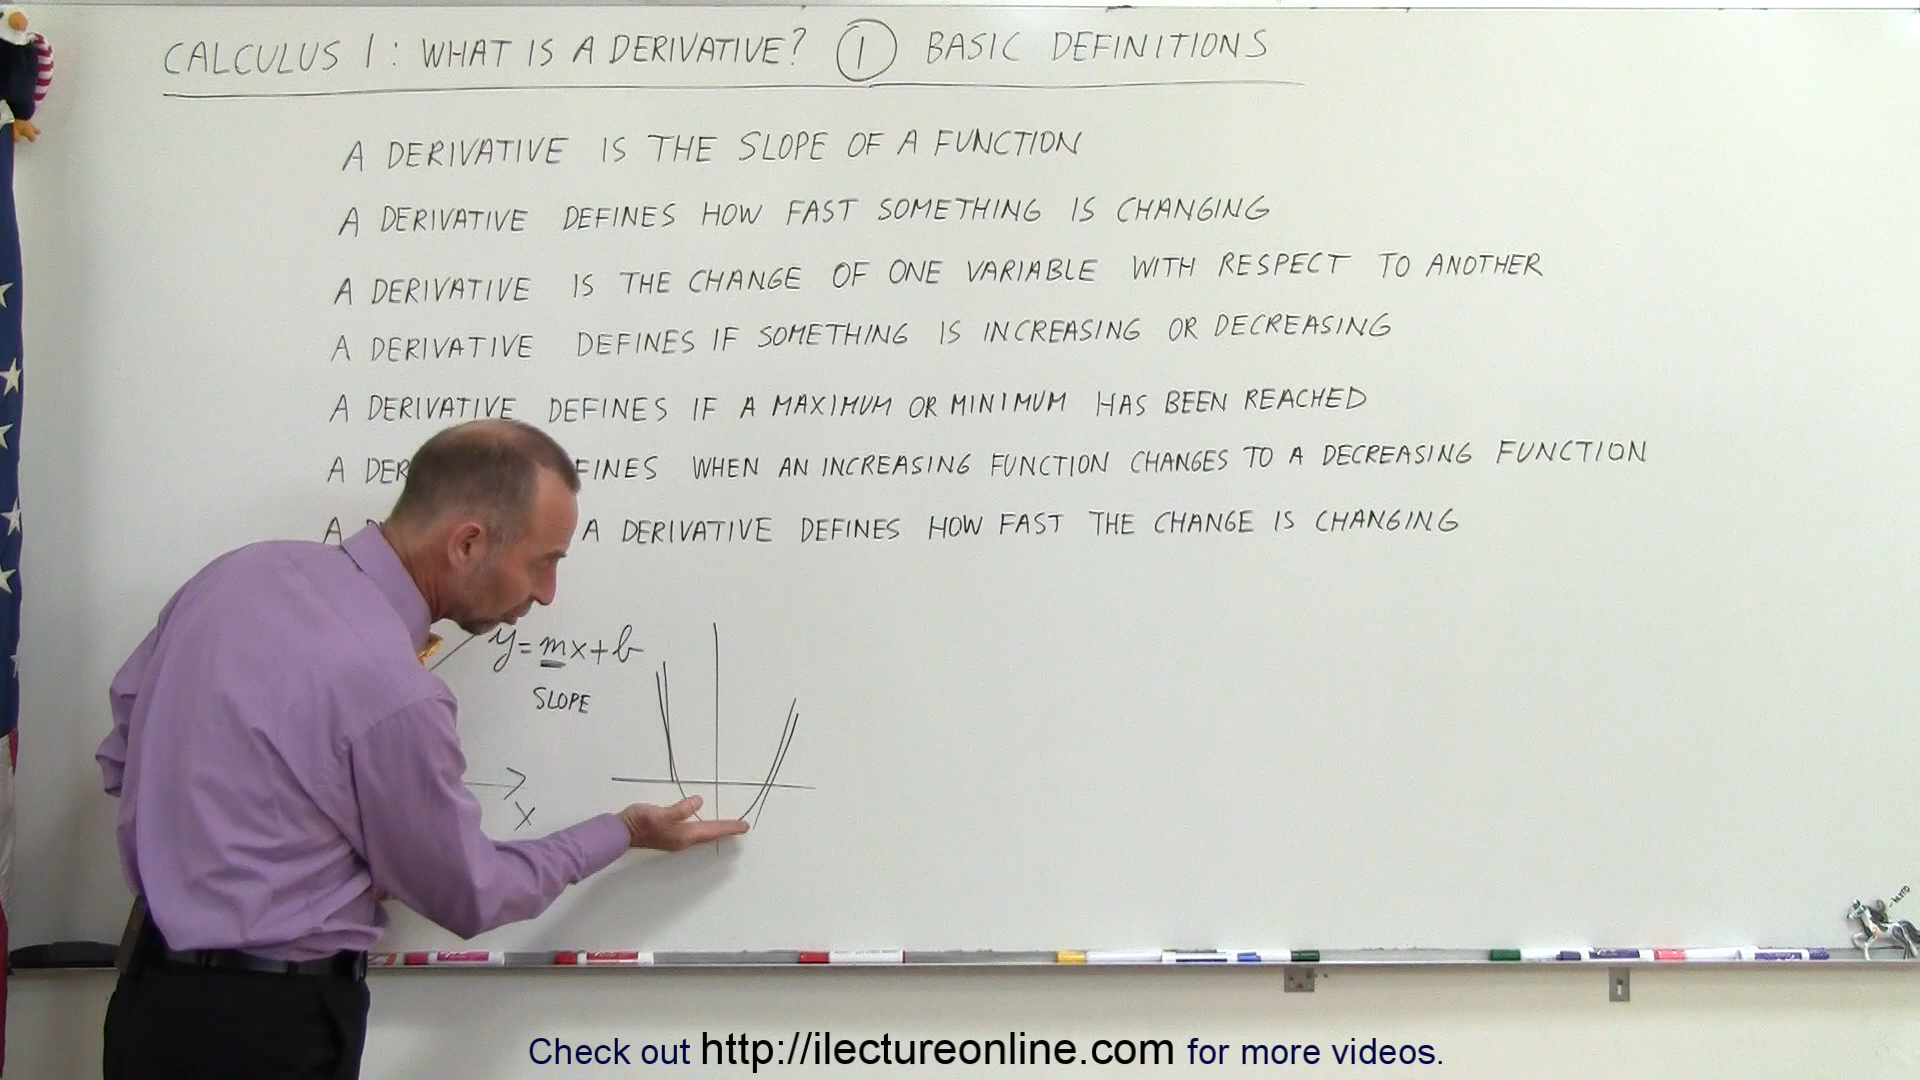 CALCULUS 1: WHAT IS A DERIVATIVE? 1 BASIC DEFINITIONS
A DERIVATIVE IS THE SLOPE OF A FUNCTION
A DERIVATIVE DEFINES HOW FAST SOMETHING IS CHANGING
A DERIVATIVE IS THE CHANGE OF ONE VARIABLE WITH RESPECT TO ANOTHER
A DERIVATIVE DEFINES IF SOMETHING IS INCREASING OR DECREASING
A DERIVATIVE DEFINES IF A MAXIMUM OR MINIMUM HAS BEEN REACHED
A DER FINES WHEN AN INCREASING FUNCTION CHANGES TO A DECREASING FUNCTION
A D A DERIVATIVE DEFINES HOW FAST THE CHANGE IS CHANGING
y=mx+b
SLOPE
X
Check out http://ilectureonline.com for more videos.